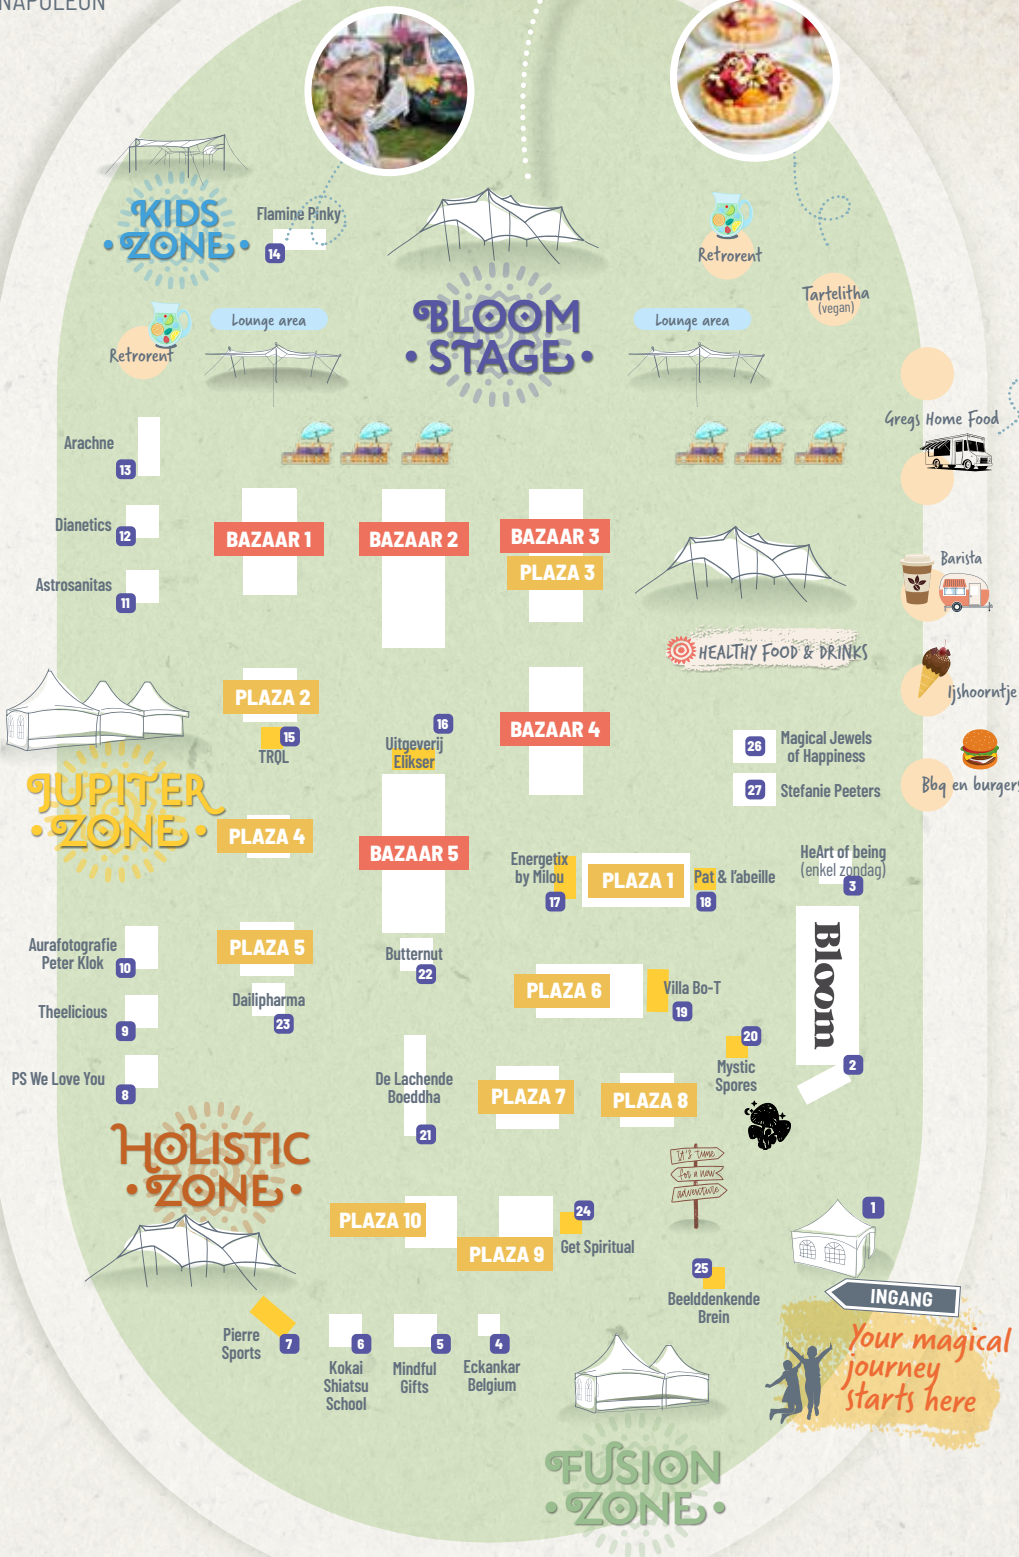 NAPOLEON
KIDS
ZONE
Flamine Pinky
14
Retrorent
Tartelitha
(vegan)
BLOOM
STAGE
Lounge area
Lounge area
Retrorent
Gregs Home Food
Arachne
13
Dianetics
12
Astrosanitas
11
BAZAAR 1
BAZAAR 2
BAZAAR 3
PLAZA 3
Barista
HEALTHY FOOD & DRINKS
Ijshoorntje
PLAZA 2
15
TRQL
16
Uitgeverij
Elikser
BAZAAR 4
26
Magical Jewels
of Happiness
27
Stefanie Peeters
Bbq en burgers
JUPITER
ZONE
PLAZA 4
BAZAAR 5
Energetix
by Milou
17
PLAZA 1
Pat & l'abeille
18
HeArt of being
(enkel zondag)
3
Aurafotografie
Peter Klok
10
PLAZA 5
Butternut
22
Bloom
Theelicious
9
Dailipharma
23
PLAZA 6
Villa Bo-T
19
20
Mystic
Spores
2
PS We Love You
8
De Lachende
Boeddha
21
PLAZA 7
PLAZA 8
HOLISTIC
ZONE
It's time
for a new
adventure
PLAZA 10
PLAZA 9
24
Get Spiritual
1
25
Beelddenkende
Brein
INGANG
Your magical
journey
starts here
Pierre
Sports
7
6
Kokai
Shiatsu
School
5
Mindful
Gifts
4
Eckankar
Belgium
FUSION
ZONE